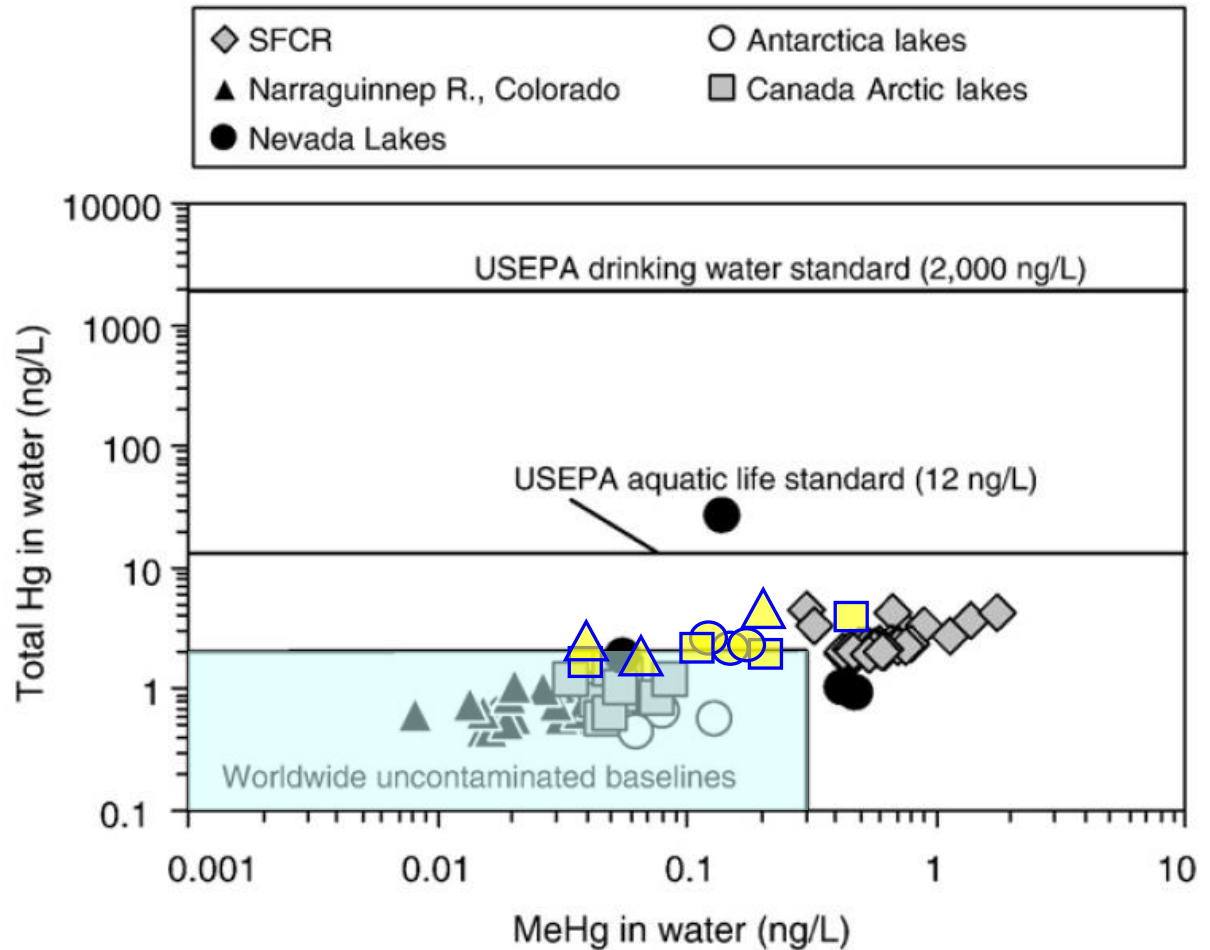 SFCR
Antarctica lakes
Narraguinnep R., Colorado
Canada Arctic lakes
Nevada Lakes
10000
USEPA drinking water standard (2,000 ng/L)
1000
100
USEPA aquatic life standard (12 ng/L)
10
1
Worldwide uncontaminated baselines
0.1
Total Hg in water (ng/L)
0.001
0.01
0.1
1
10
MeHg in water (ng/L)